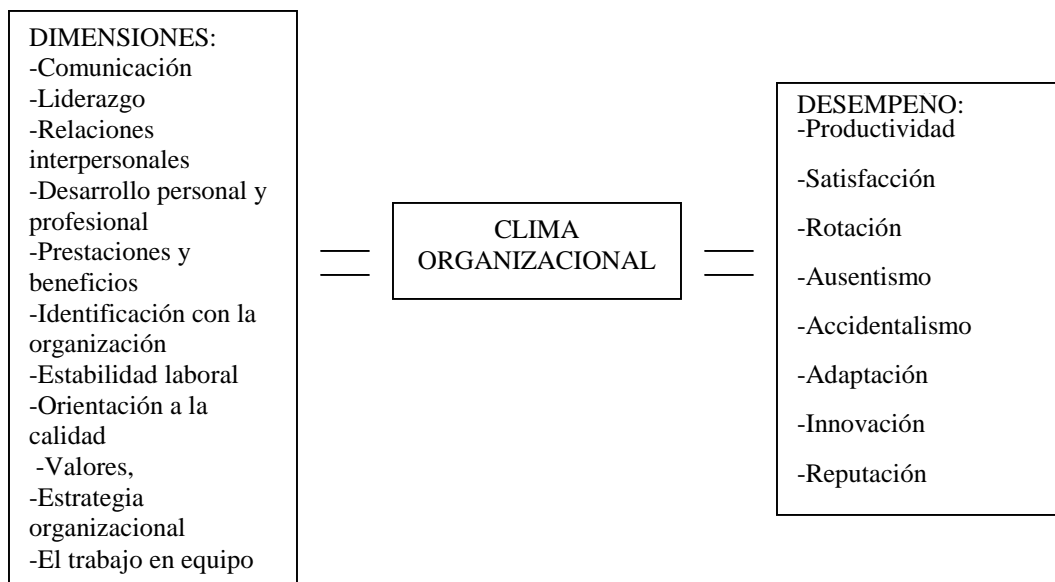 DIMENSIONES:
-Comunicación
-Liderazgo
-Relaciones
interpersonales
-Desarrollo personal y
profesional
-Prestaciones y
beneficios
-Identificación con la
organización
-Estabilidad laboral
-Orientación a la
calidad
-Valores,
-Estrategia
organizacional
-El trabajo en equipo
CLIMA
ORGANIZACIONAL
DESEMPEÑO:
-Productividad
-Satisfacción
-Rotación
-Ausentismo
-Accidentalismo
-Adaptación
-Innovación
-Reputación